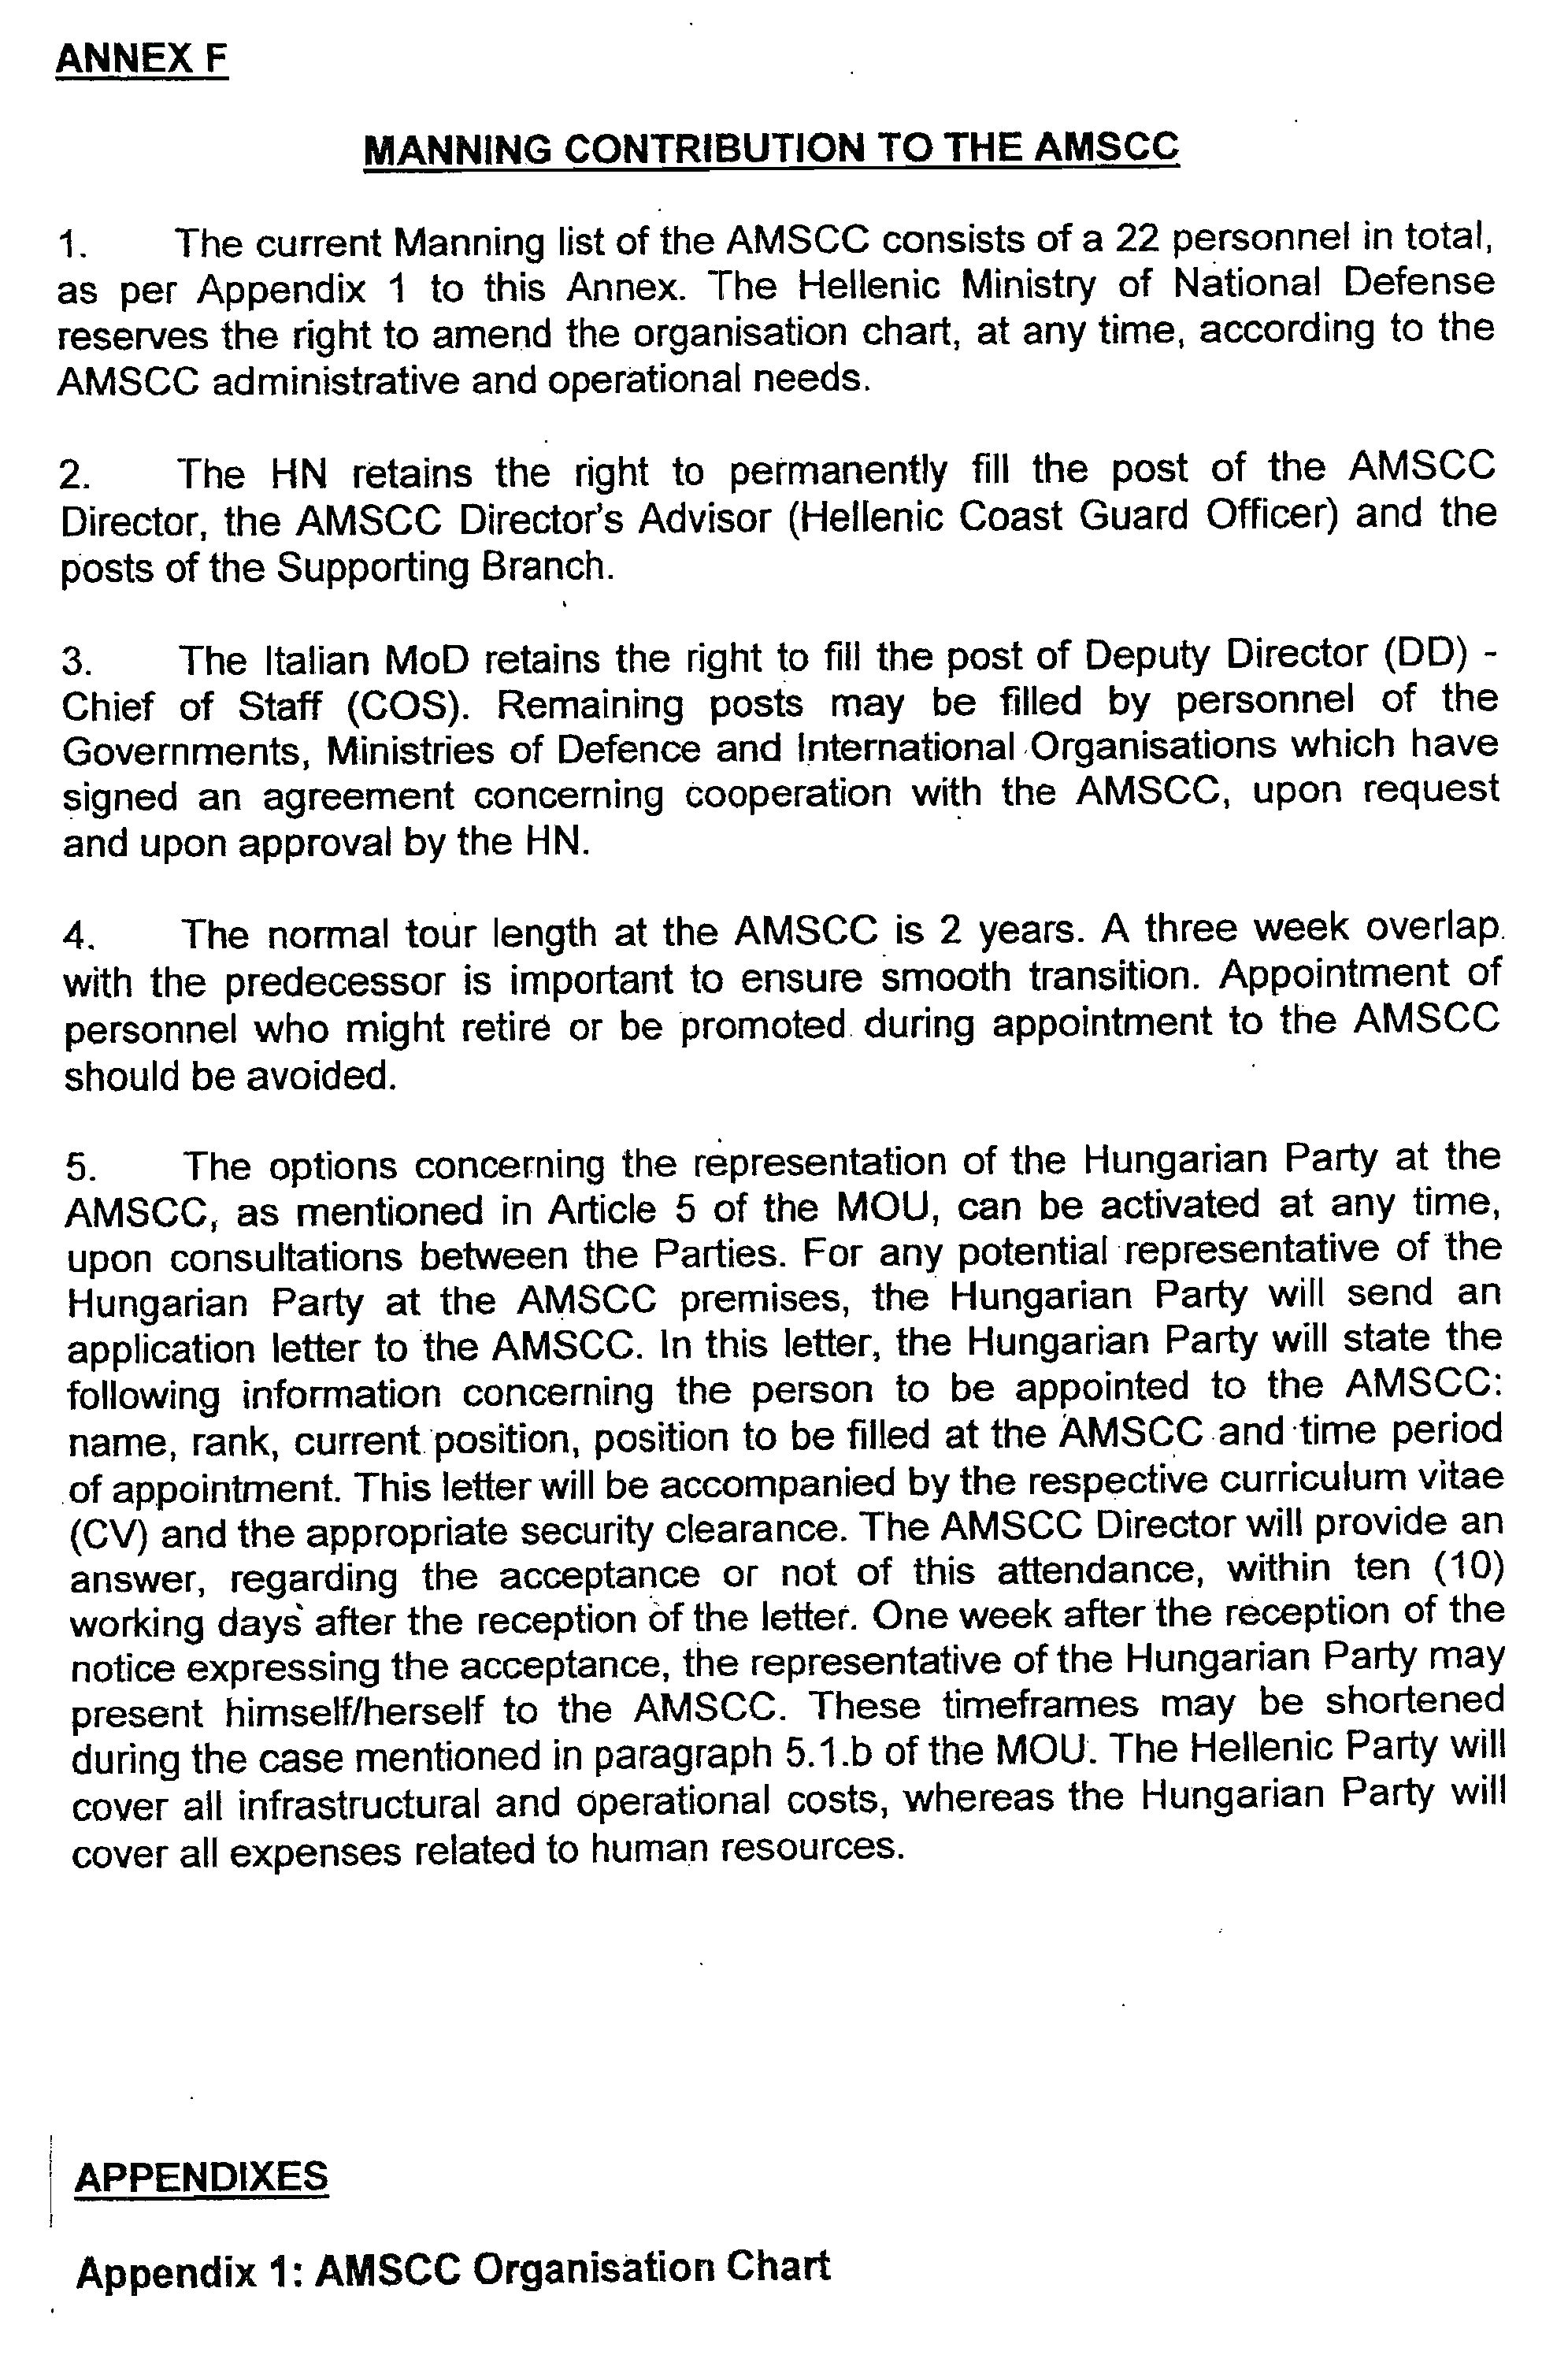 ANNEX F
MANNING CONTRIBUTION TO THE AMSCC
1. The current Manning list of the AMSCC consists of a 22 personnel in total,
as per Appendix 1 to this Annex. The Hellenic Ministry of National Defense
reserves the right to amend the organisation chart, at any time, according to the
AMSCC administrative and operational needs.
2. The HN retains the right to permanently fill the post of the AMSCC
Director, the AMSCC Director's Advisor (Hellenic Coast Guard Officer) and the
posts of the Supporting Branch.
3. The Italian MoD retains the right to fill the post of Deputy Director (DD) -
Chief of Staff (COS). Remaining posts may be filled by personnel of the
Governments, Ministries of Defence and International Organisations which have
signed an agreement concerning cooperation with the AMSCC, upon request
and upon approval by the HN.
4. The normal tour length at the AMSCC is 2 years. A three week overlap
with the predecessor is important to ensure smooth transition. Appointment of
personnel who might retire or be promoted during appointment to the AMSCC
should be avoided.
5. The options concerning the representation of the Hungarian Party at the
AMSCC, as mentioned in Article 5 of the MOU, can be activated at any time,
upon consultations between the Parties. For any potential representative of the
Hungarian Party at the AMSCC premises, the Hungarian Party will send an
application letter to the AMSCC. In this letter, the Hungarian Party will state the
following information concerning the person to be appointed to the AMSCC:
name, rank, current position, position to be filled at the AMSCC and time period
of appointment. This letter will be accompanied by the respective curriculum vitae
(CV) and the appropriate security clearance. The AMSCC Director will provide an
answer, regarding the acceptance or not of this attendance, within ten (10)
working days after the reception of the letter. One week after the reception of the
notice expressing the acceptance, the representative of the Hungarian Party may
present himself/herself to the AMSCC. These timeframes may be shortened
during the case mentioned in paragraph 5.1.b of the MOU. The Hellenic Party will
cover all infrastructural and operational costs, whereas the Hungarian Party will
cover all expenses related to human resources.
APPENDIXES
Appendix 1: AMSCC Organisation Chart